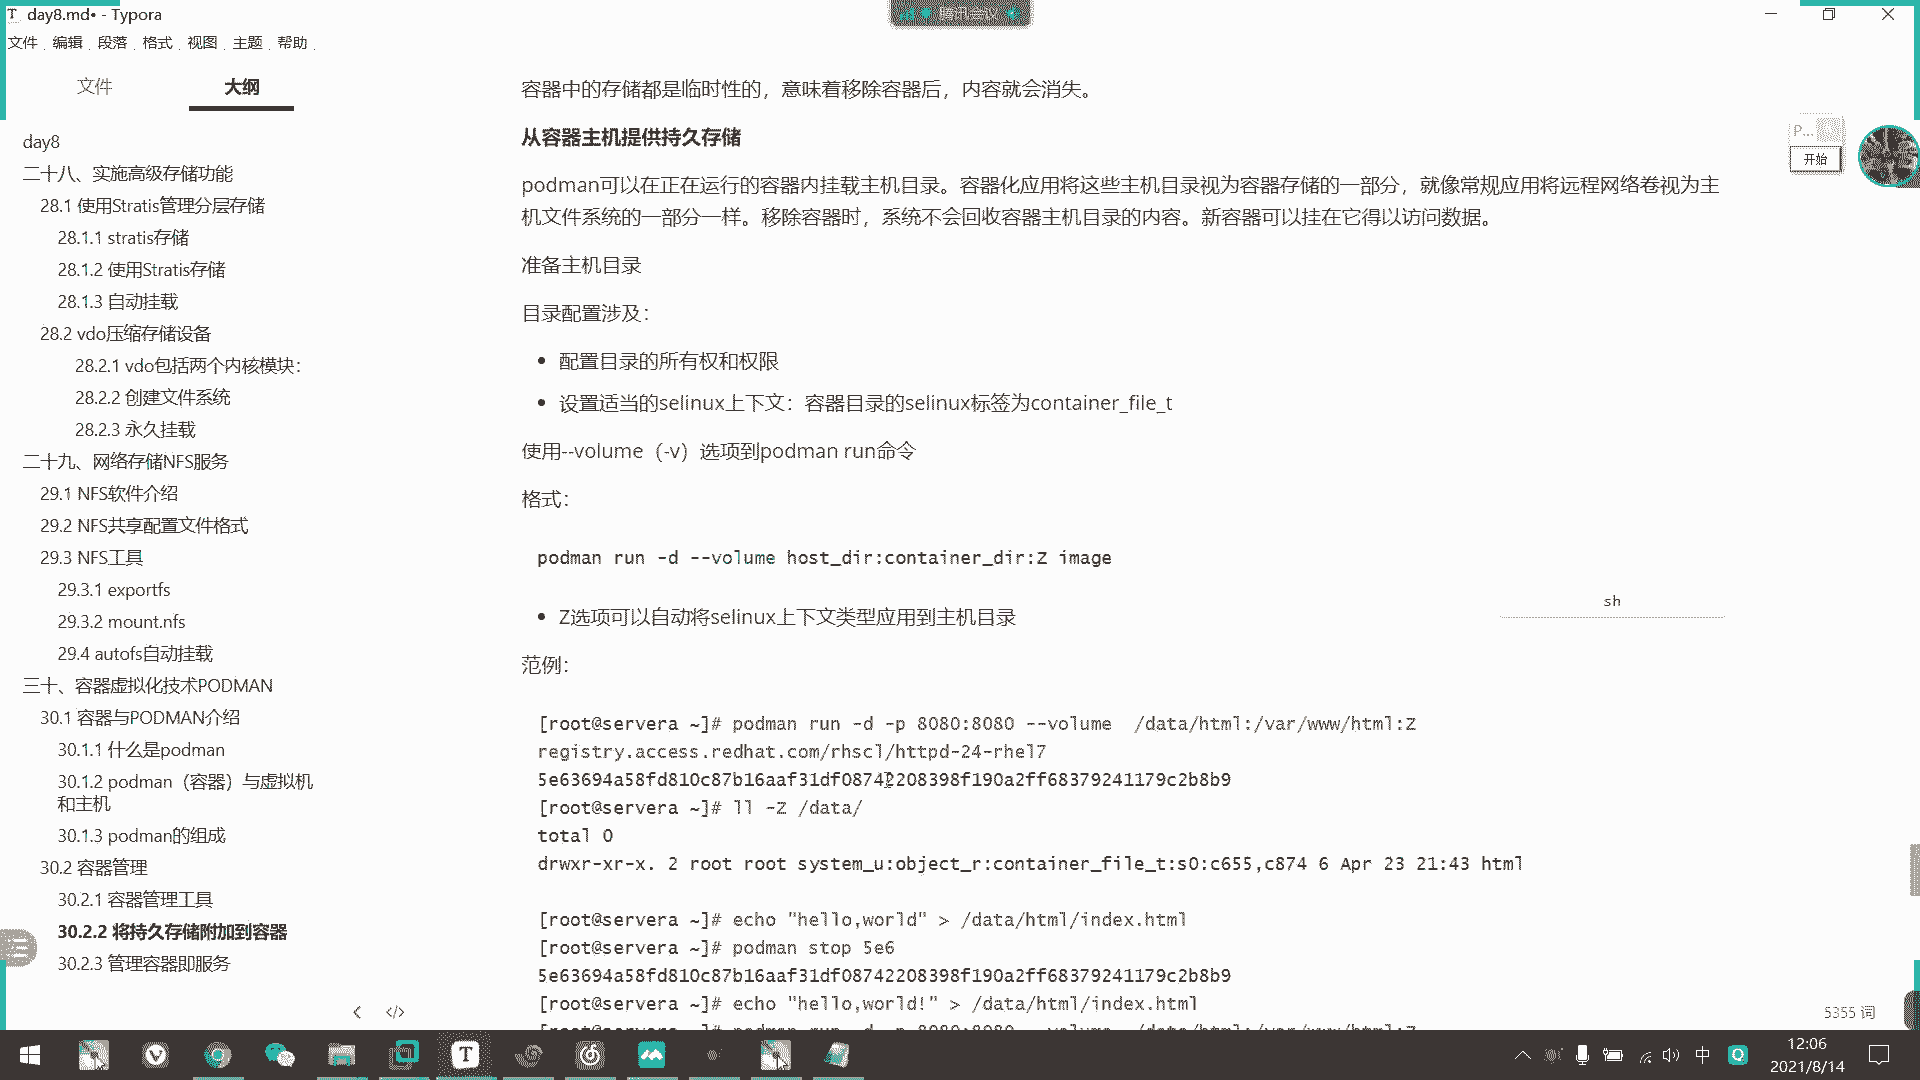 day8.md• - Typora
腾讯会议
文件 编辑 段落 格式 视图 主题 帮助
文件 大纲
day8
二十八、实施高级存储功能
28.1 使用Stratis管理分层存储
28.1.1 stratis存储
28.1.2 使用Stratis存储
28.1.3 自动挂载
28.2 vdo压缩存储设备
28.2.1 vdo包括两个内核模块：
28.2.2 创建文件系统
28.2.3 永久挂载
二十九、网络存储NFS服务
29.1 NFS软件介绍
29.2 NFS共享配置文件格式
29.3 NFS工具
29.3.1 exportfs
29.3.2 mount.nfs
29.4 autofs自动挂载
三十、容器虚拟化技术PODMAN
30.1 容器与PODMAN介绍
30.1.1 什么是podman
30.1.2 podman（容器）与虚拟机
和主机
30.1.3 podman的组成
30.2 容器管理
30.2.1 容器管理工具
30.2.2 将持久存储附加到容器
30.2.3 管理容器即服务
容器中的存储都是临时性的，意味着移除容器后，内容就会消失。
从容器主机提供持久存储
podman可以在正在运行的容器内挂载主机目录。容器化应用将这些主机目录视为容器存储的一部分，就像常规应用将远程网络卷视为主
机文件系统的一部分一样。移除容器时，系统不会回收容器主机目录的内容。新容器可以挂在它得以访问数据。
准备主机目录
目录配置涉及：
• 配置目录的所有权和权限
• 设置适当的selinux上下文：容器目录的selinux标签为container_file_t
使用--volume（-v）选项到podman run命令
格式：
podman run -d --volume host_dir:container_dir:Z image
• Z选项可以自动将selinux上下文类型应用到主机目录
sh
范例：
[root@servera ~]# podman run -d -p 8080:8080 --volume  /data/html:/var/www/html:Z
registry.access.redhat.com/rhscl/httpd-24-rhel7
5e63694a58fd810c87b16aaf31df08742208398f190a2ff68379241179c2b8b9
[root@servera ~]# ll -Z /data/
total 0
drwxr-xr-x. 2 root root system_u:object_r:container_file_t:s0:c655,c874 6 Apr 23 21:43 html
[root@servera ~]# echo "hello,world" > /data/html/index.html
[root@servera ~]# podman stop 5e6
5e63694a58fd810c87b16aaf31df08742208398f190a2ff68379241179c2b8b9
[root@servera ~]# echo "hello,world!" > /data/html/index.html
[root@servera ~]# podman run -d -p 8080:8080 --volume  /data/html:/var/www/html:Z
P...
开始
5355 词
中
12:06
2021/8/14